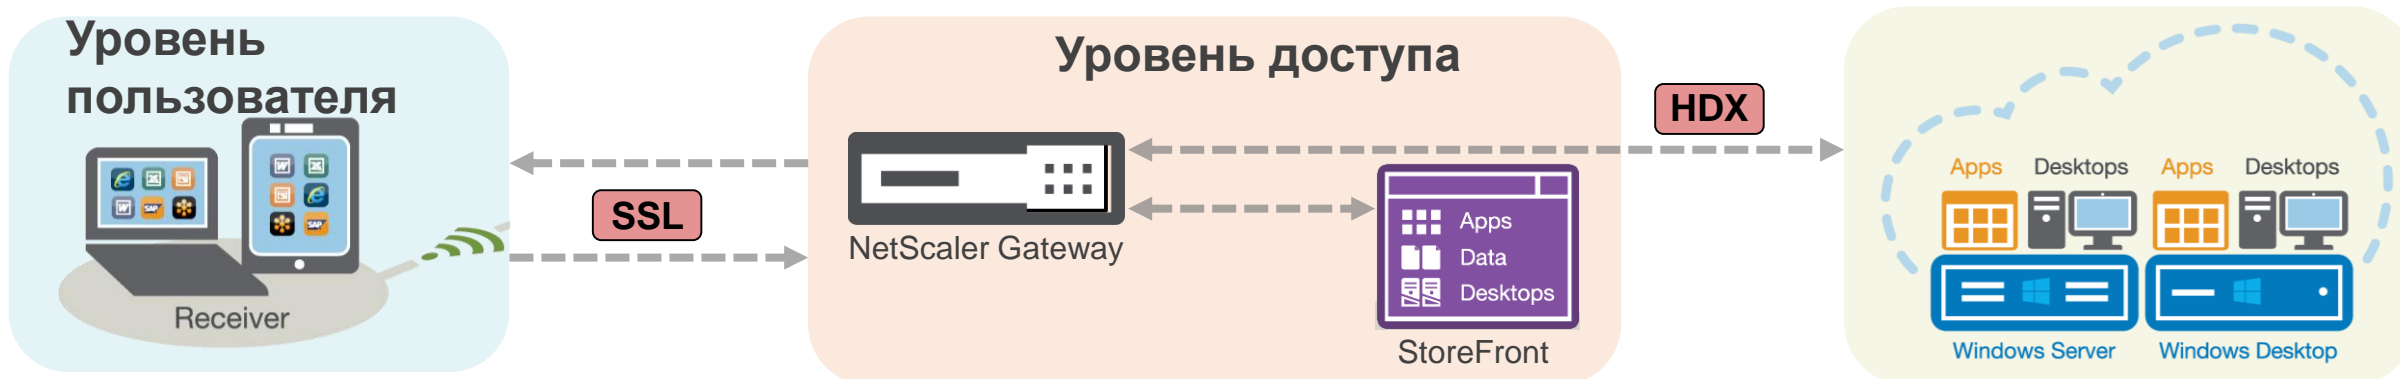 Уровень
пользователя
Receiver
SSL
Уровень доступа
NetScaler Gateway
Apps
Data
Desktops
StoreFront
HDX
Apps Desktops Apps Desktops
Windows Server Windows Desktop